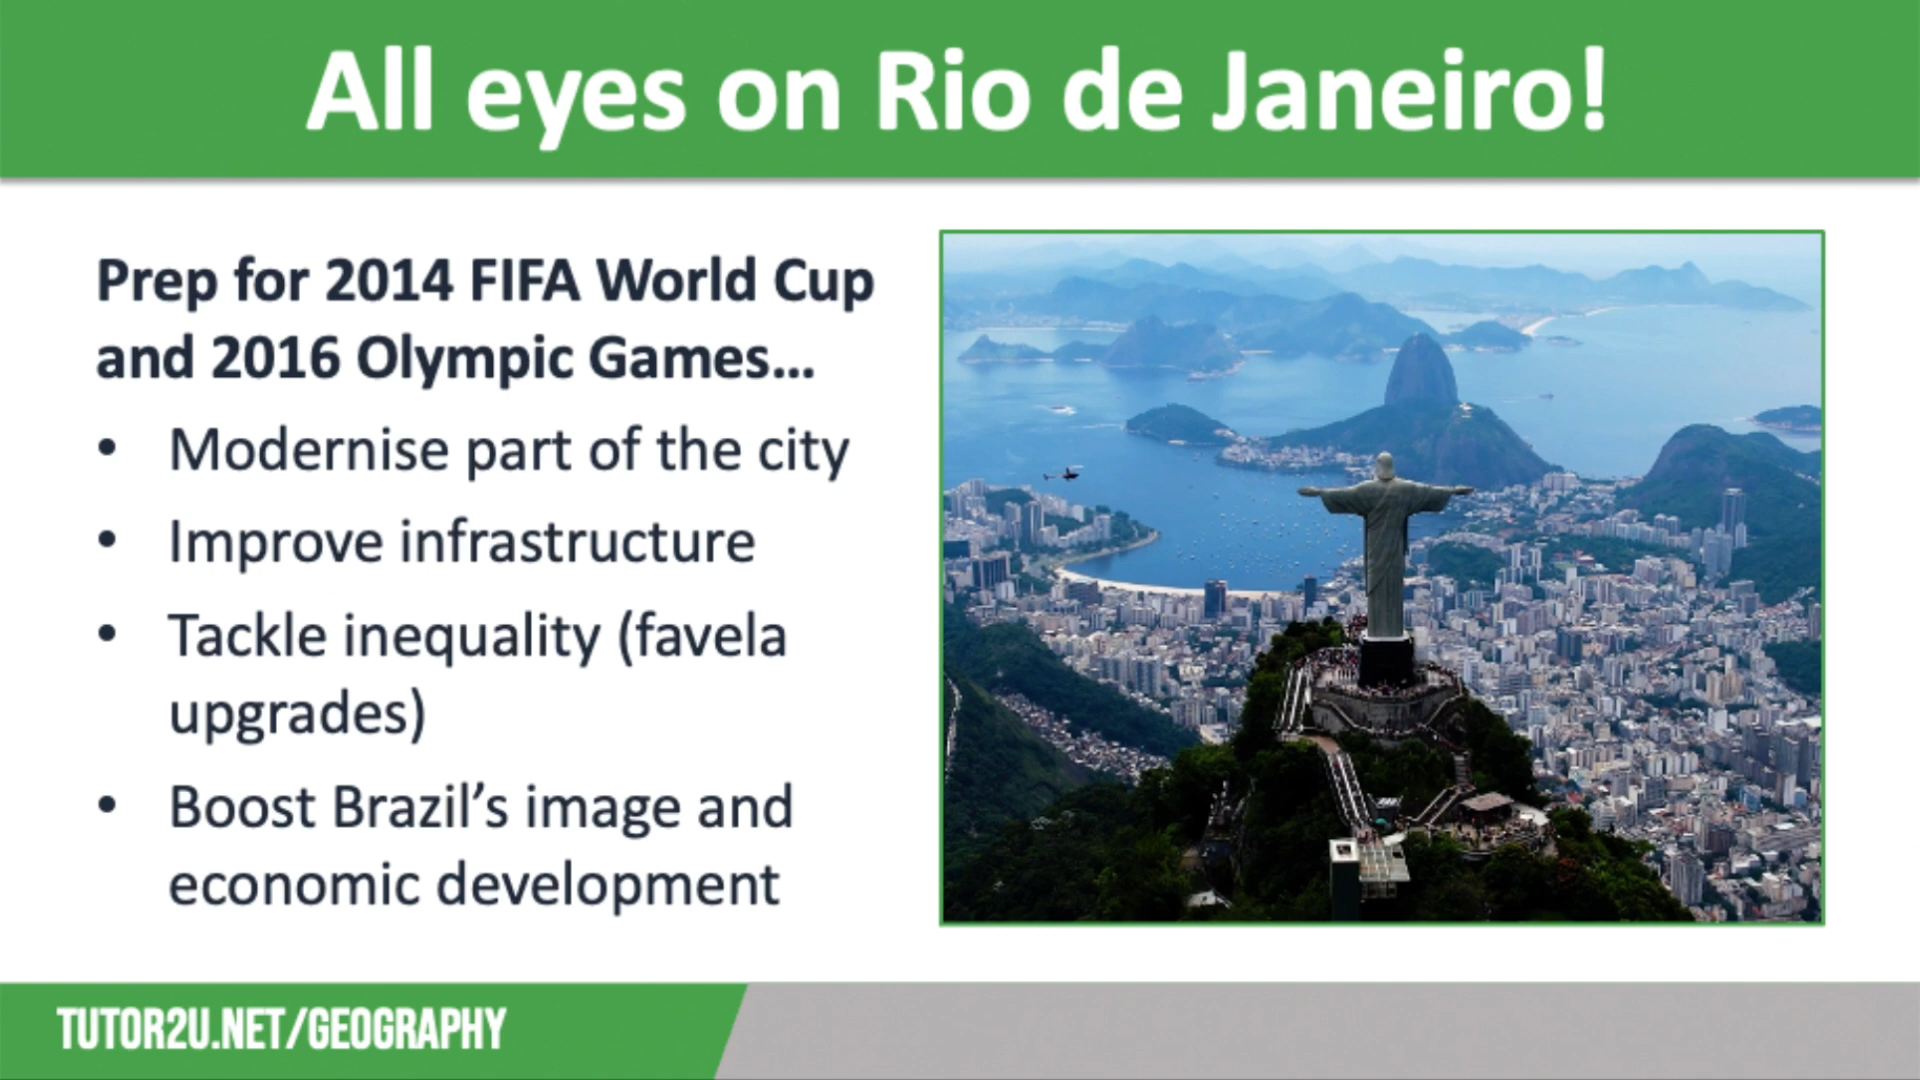 All eyes on Rio de Janeiro!
Prep for 2014 FIFA World Cup
and 2016 Olympic Games...
• Modernise part of the city
• Improve infrastructure
• Tackle inequality (favela
upgrades)
• Boost Brazil’s image and
economic development
TUTOR2U.NET/GEOGRAPHY